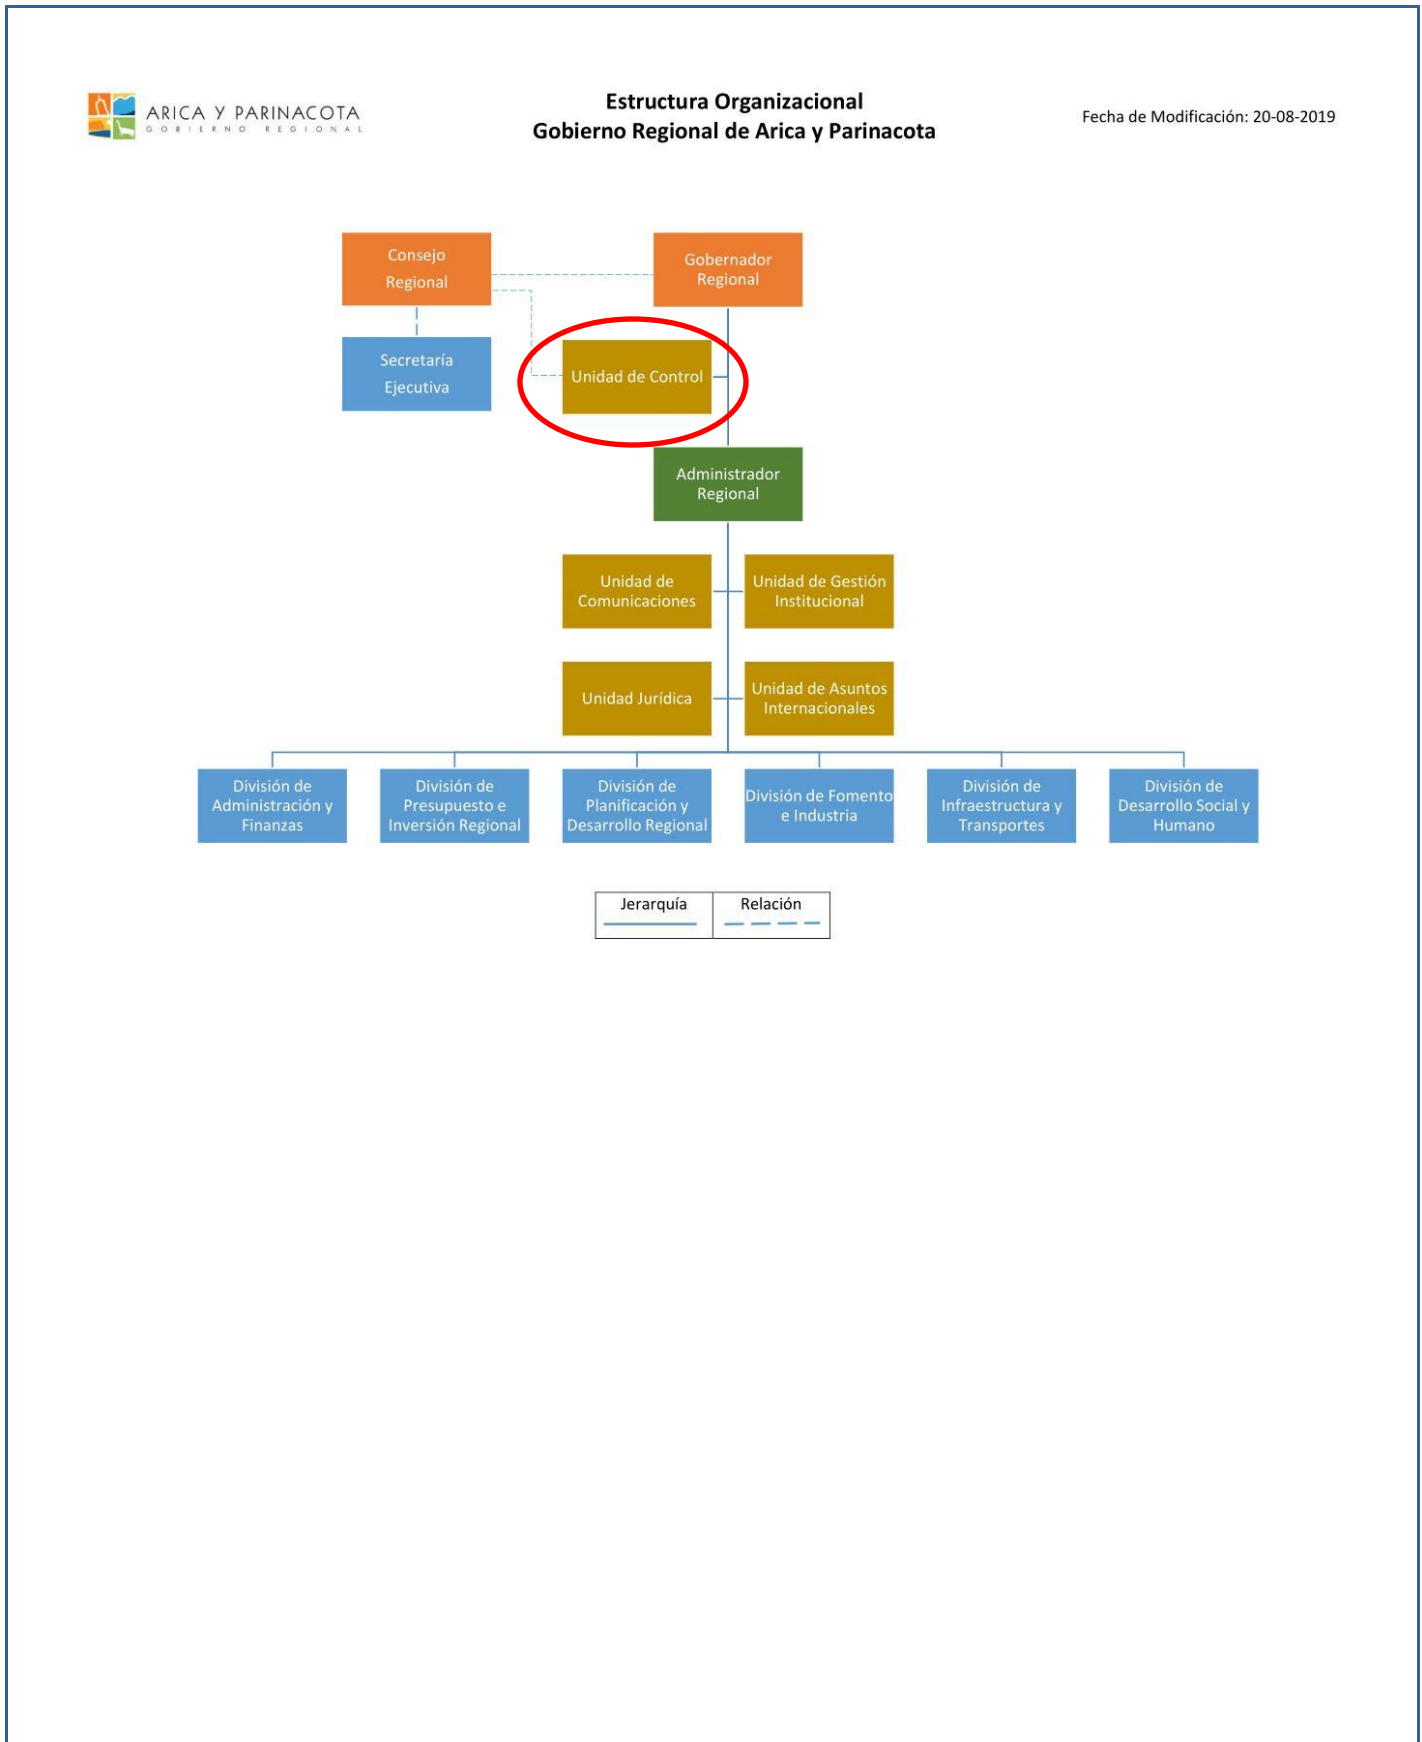 ARICA Y PARINACOTA
GOBIERNO REGIONAL
Estructura Organizacional
Gobierno Regional de Arica y Parinacota
Fecha de Modificación: 20-08-2019
Consejo
Regional
Gobernador
Regional
Secretaría
Ejecutiva
Unidad de Control
Administrador
Regional
Unidad de
Comunicaciones
Unidad de Gestión
Institucional
Unidad Jurídica
Unidad de Asuntos
Internacionales
División de
Administración y
Finanzas
División de
Presupuesto e
Inversión Regional
División de
Planificación y
Desarrollo Regional
División de Fomento
e Industria
División de
Infraestructura y
Transportes
División de
Desarrollo Social y
Humano
Jerarquía
Relación